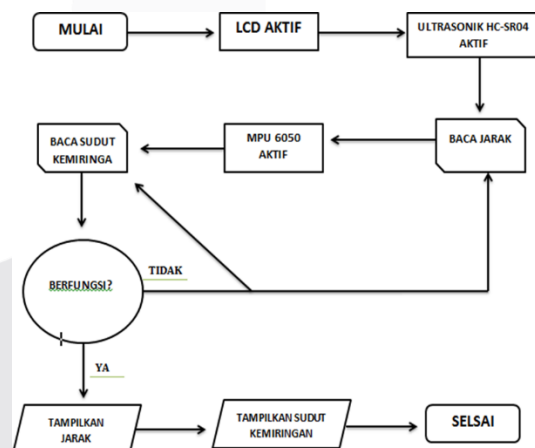 MULAI
LCD AKTIF
ULTRASONIK HC-SR04
AKTIF
BACA SUDUT
KEMIRINGA
MPU 6050
AKTIF
BACA JARAK
BERFUNGSI?
TIDAK
YA
TAMPILKAN
JARAK
TAMPILKAN SUDUT
KEMIRINGAN
SELSAI